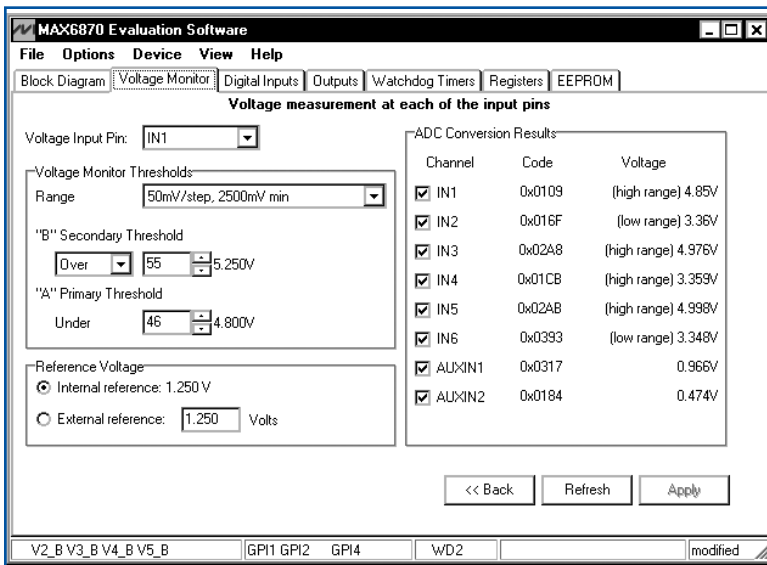 MAX6870 Evaluation Software
File Options Device View Help
Block Diagram Voltage Monitor Digital Inputs Outputs Watchdog Timers Registers EEPROM
Voltage measurement at each of the input pins
Voltage Input Pin: IN1
Voltage Monitor Thresholds
Range 50mV/step, 2500mV min
"B" Secondary Threshold
Over 55 5.250V
"A" Primary Threshold
Under 46 4.800V
Reference Voltage
Internal reference: 1.250 V
External reference: 1.250 Volts
ADC Conversion Results
Channel Code Voltage
IN1 0x0109 (high range) 4.85V
IN2 0x016F (low range) 3.36V
IN3 0x02A8 (high range) 4.976V
IN4 0x01CB (high range) 3.359V
IN5 0x02AB (high range) 4.998V
IN6 0x0393 (low range) 3.348V
AUXIN1 0x0317 0.966V
AUXIN2 0x0184 0.474V
<< Back Refresh Apply
V2_B V3_B V4_B V5_B GPI1 GPI2 GPI4 WD2 modified